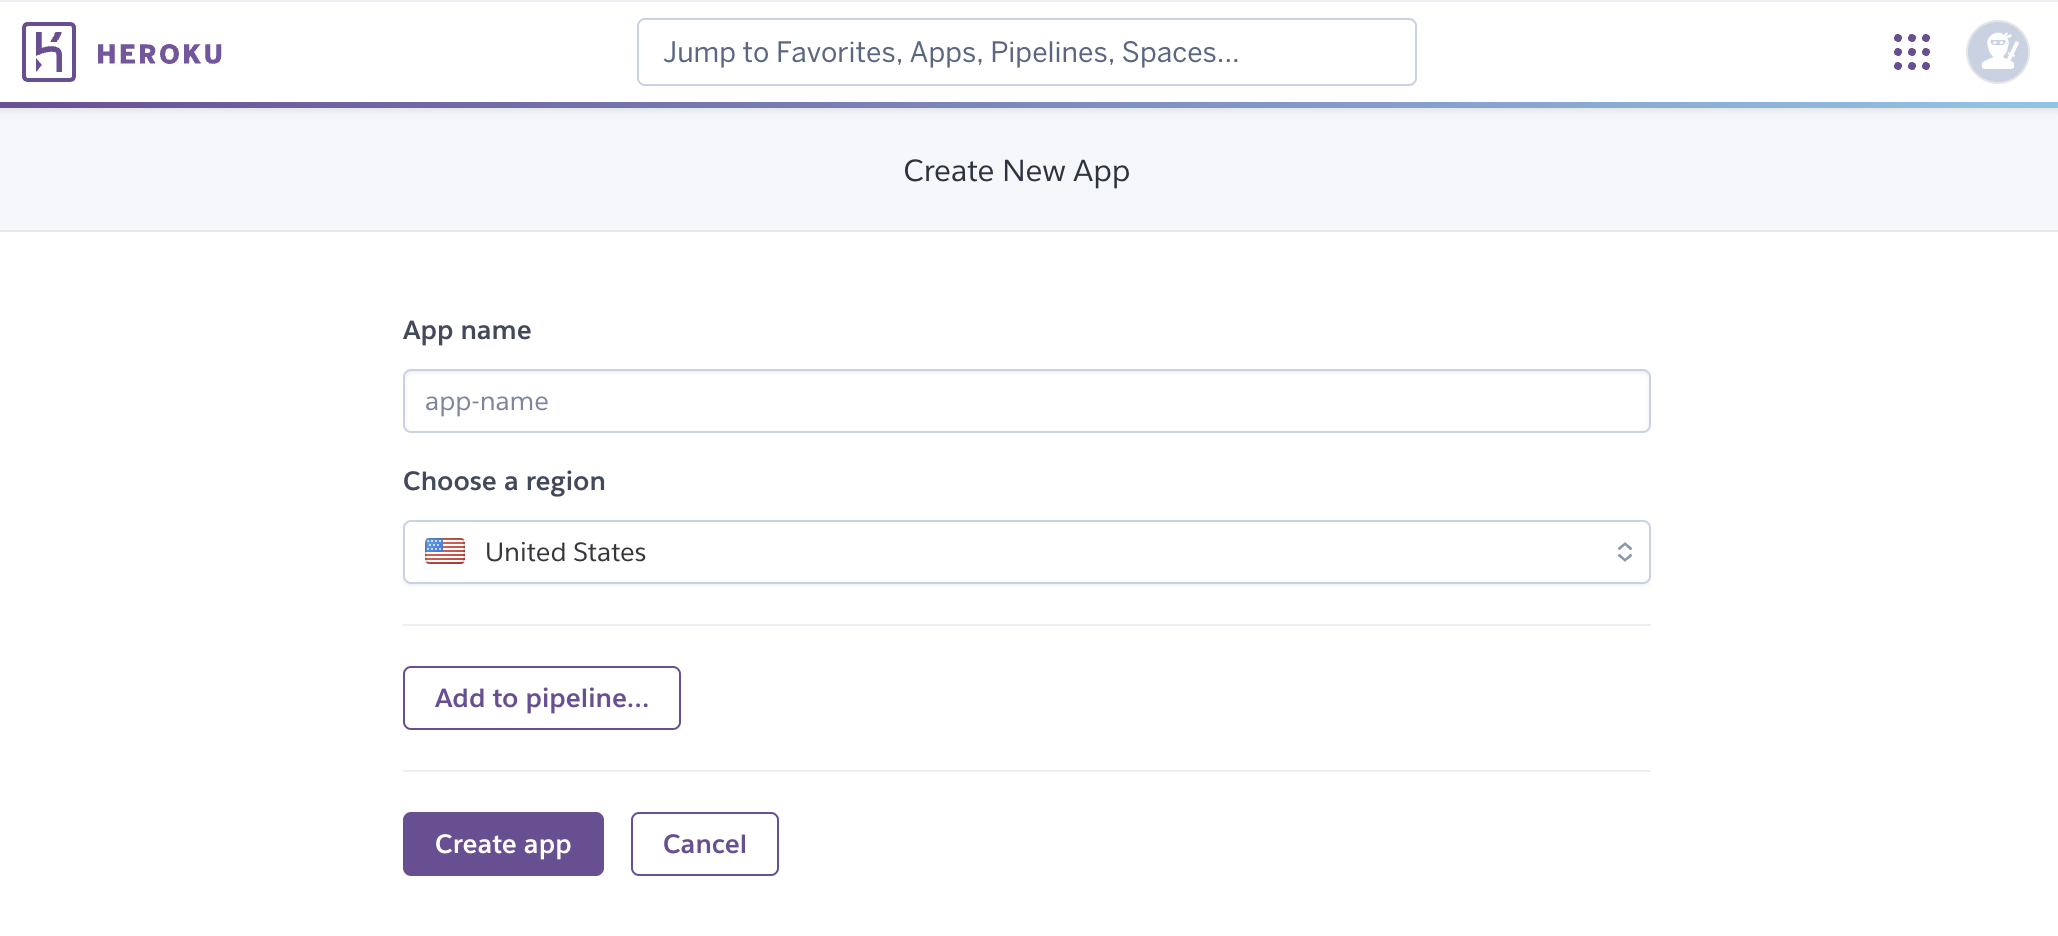 HEROKU
Jump to Favorites, Apps, Pipelines, Spaces...
Create New App
App name
app-name
Choose a region
United States
Add to pipeline...
Create app
Cancel